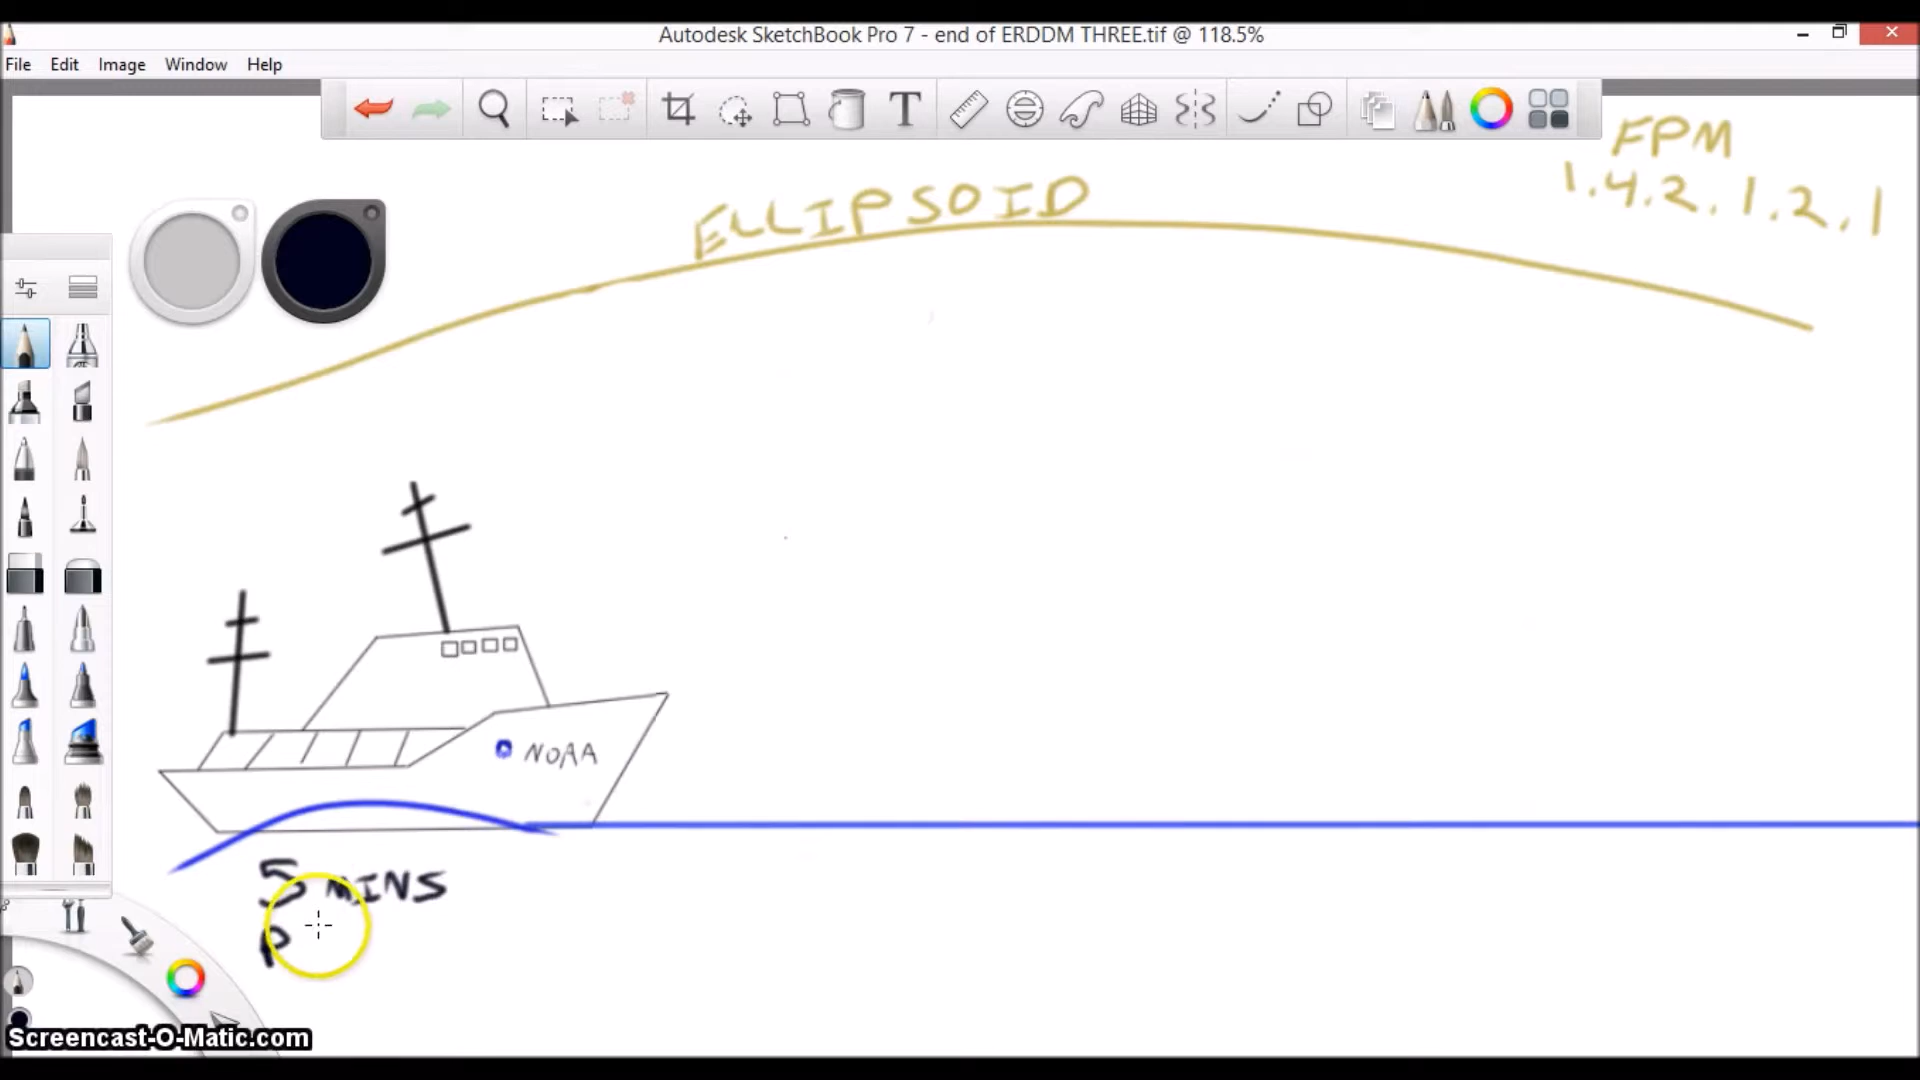 Autodesk SketchBook Pro 7 - end of ERDDM THREE.tif @ 118.5%
File Edit Image Window Help
T
FPM
1.4.2.1.2.1
ELLIPSOID
NOAA
5 MINS
P
Screencast-O-Matic.com